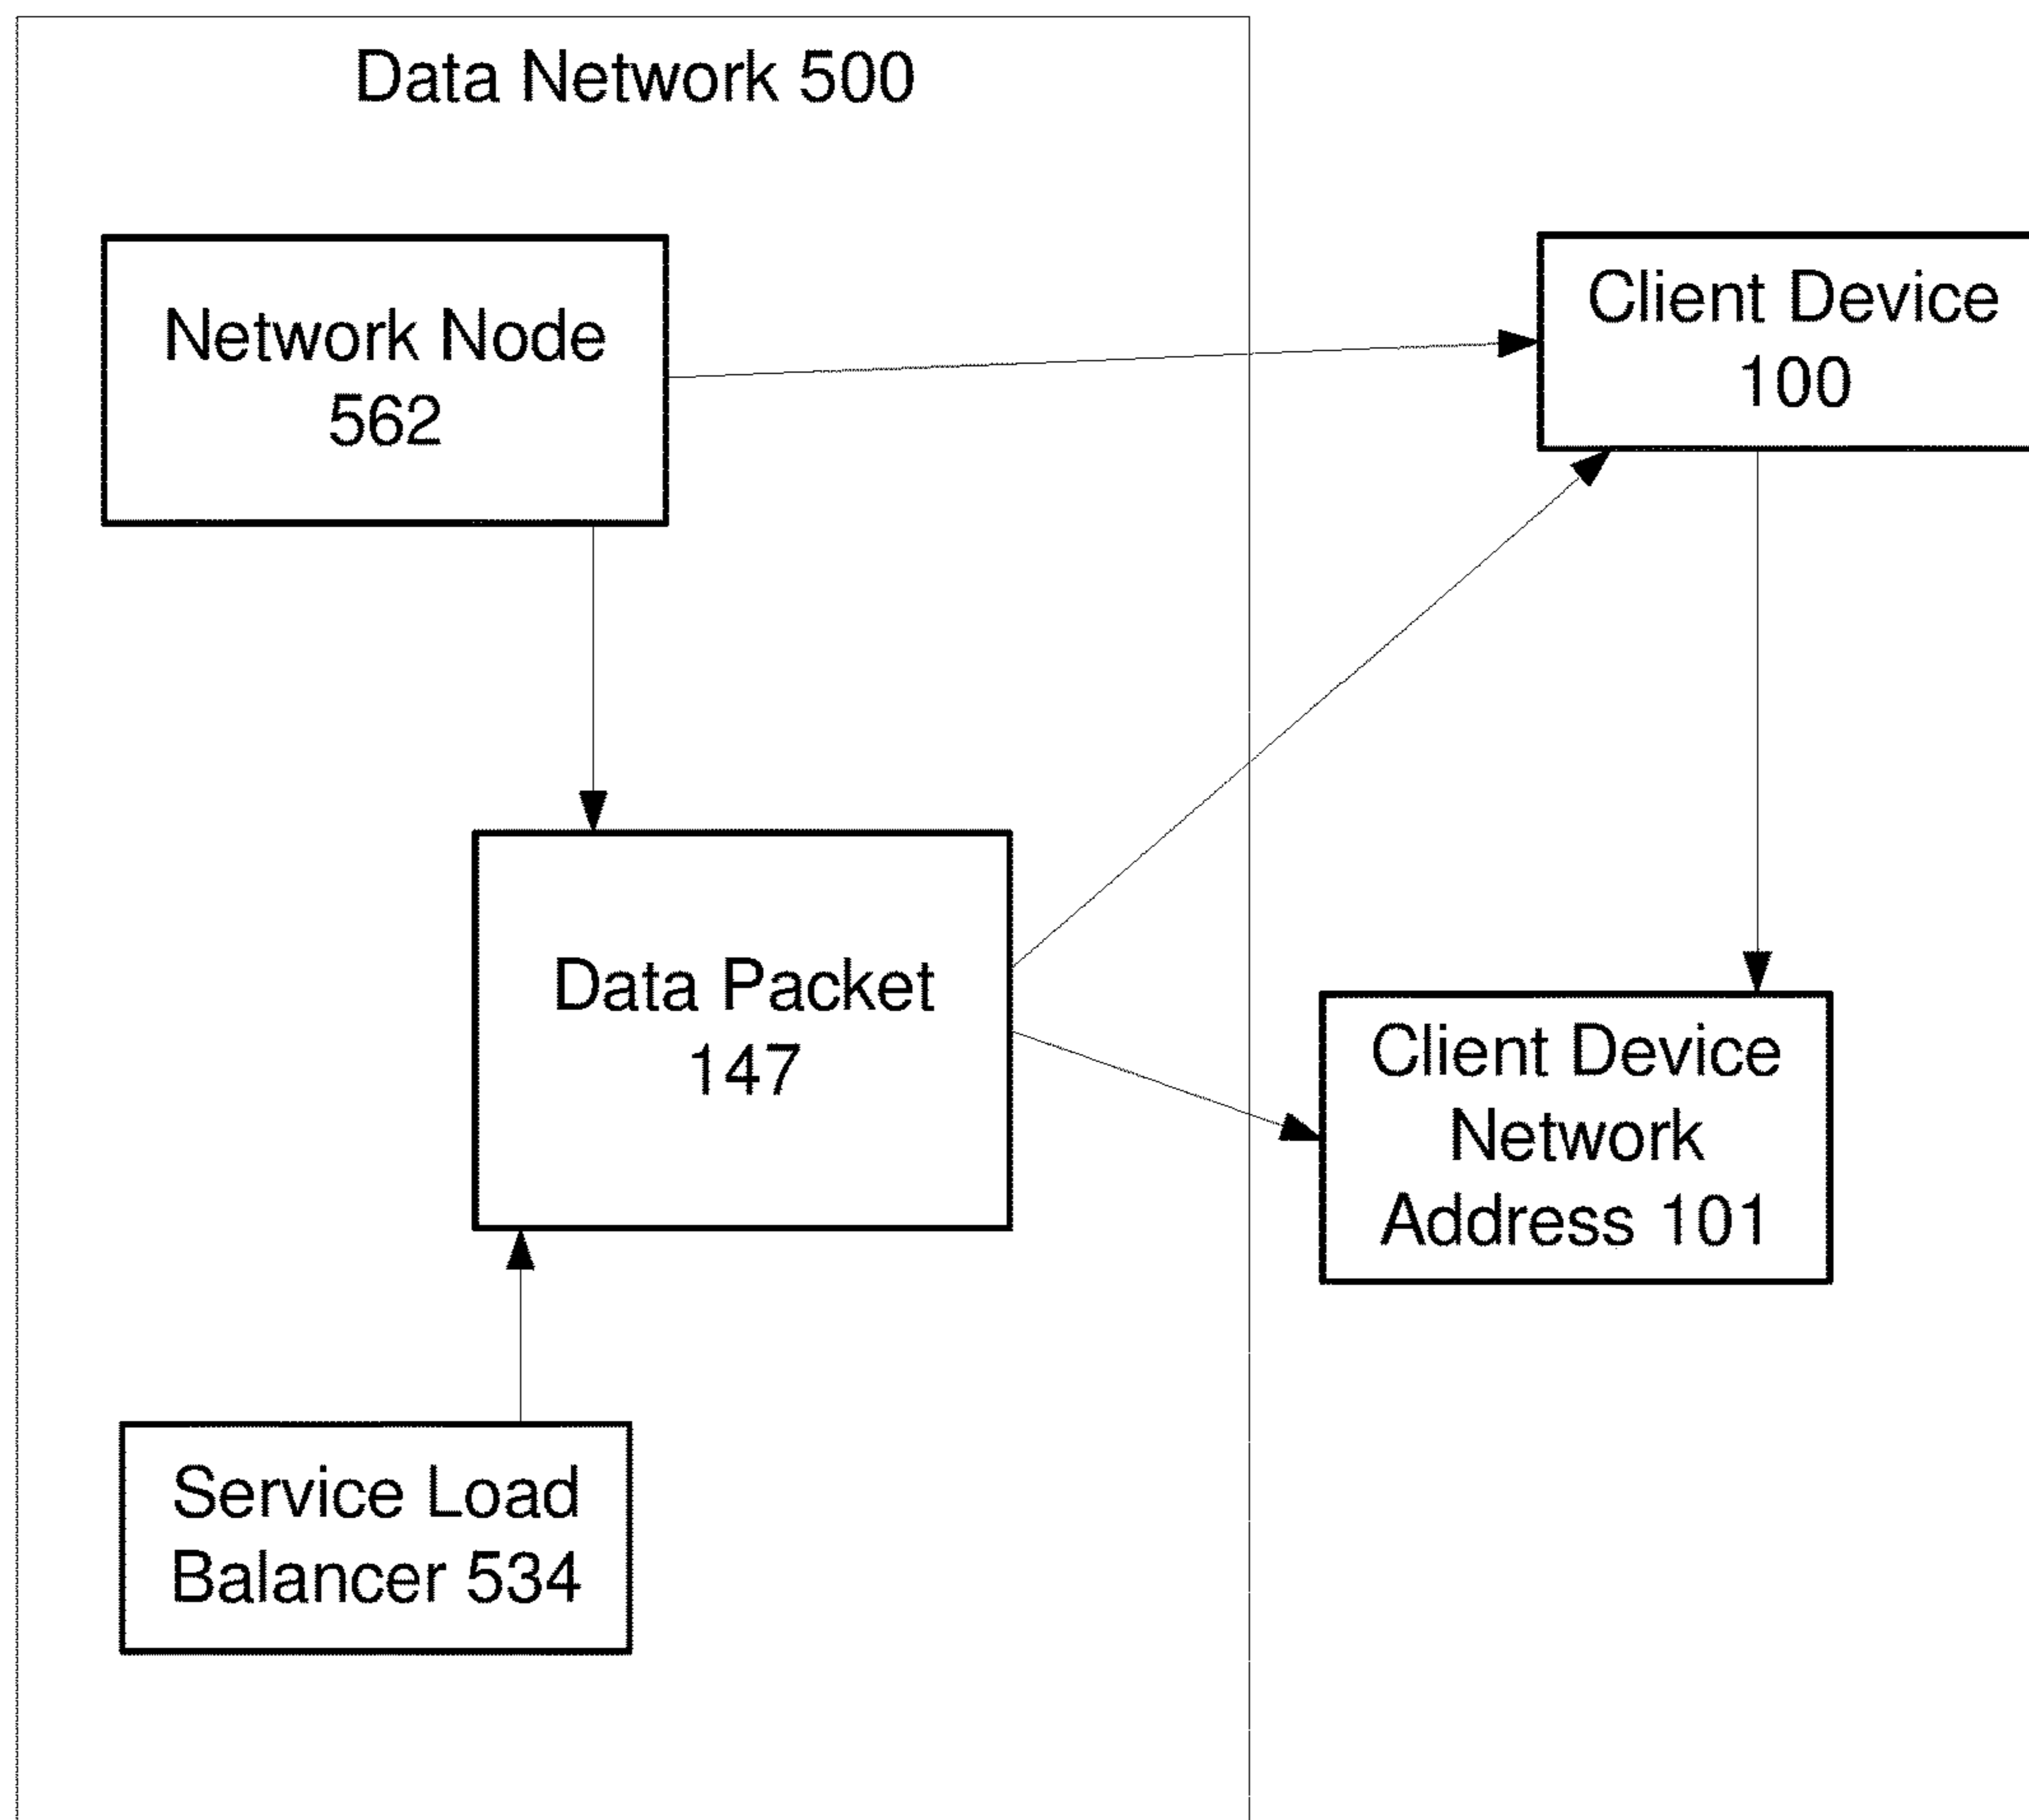 Data Network 500
Network Node
562
Client Device
100
Data Packet
147
Client Device
Network
Address 101
Service Load
Balancer 534